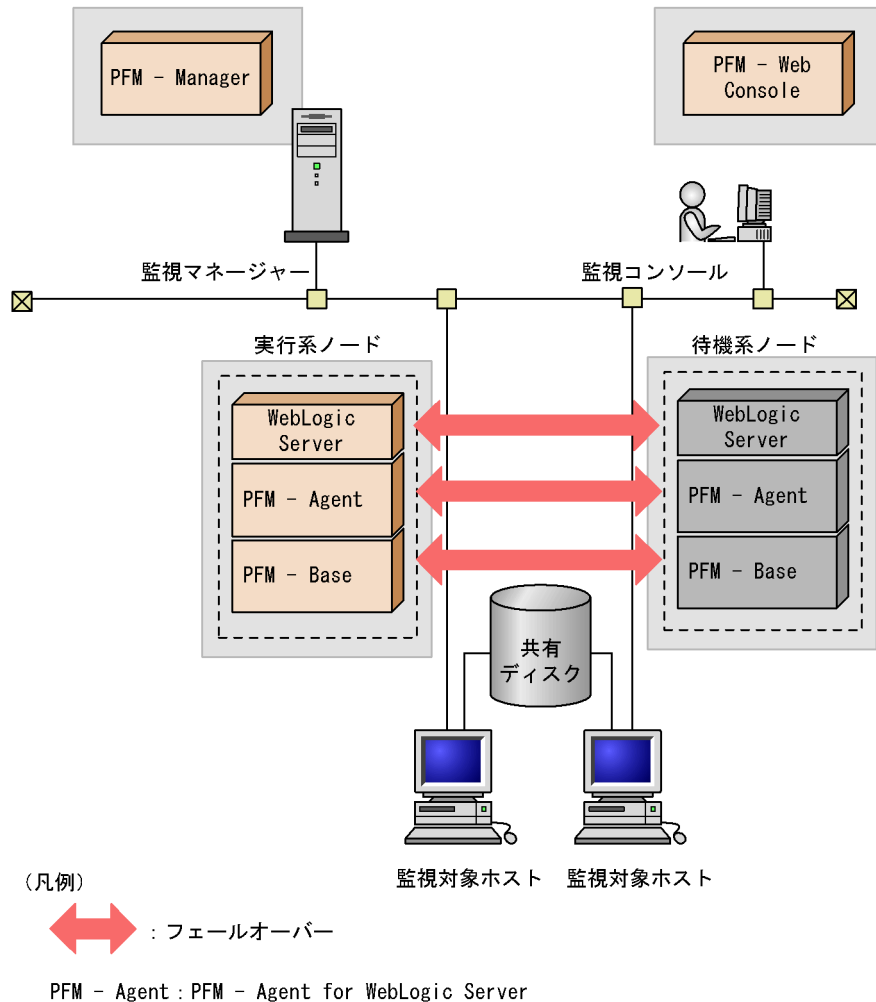 PFM - Manager
PFM - Web
Console
監視マネージャー
監視コンソール
実行系ノード
待機系ノード
WebLogic
Server
PFM - Agent
PFM - Base
WebLogic
Server
PFM - Agent
PFM - Base
共有
ディスク
監視対象ホスト
監視対象ホスト
（凡例）
：フェールオーバー
PFM - Agent：PFM - Agent for WebLogic Server